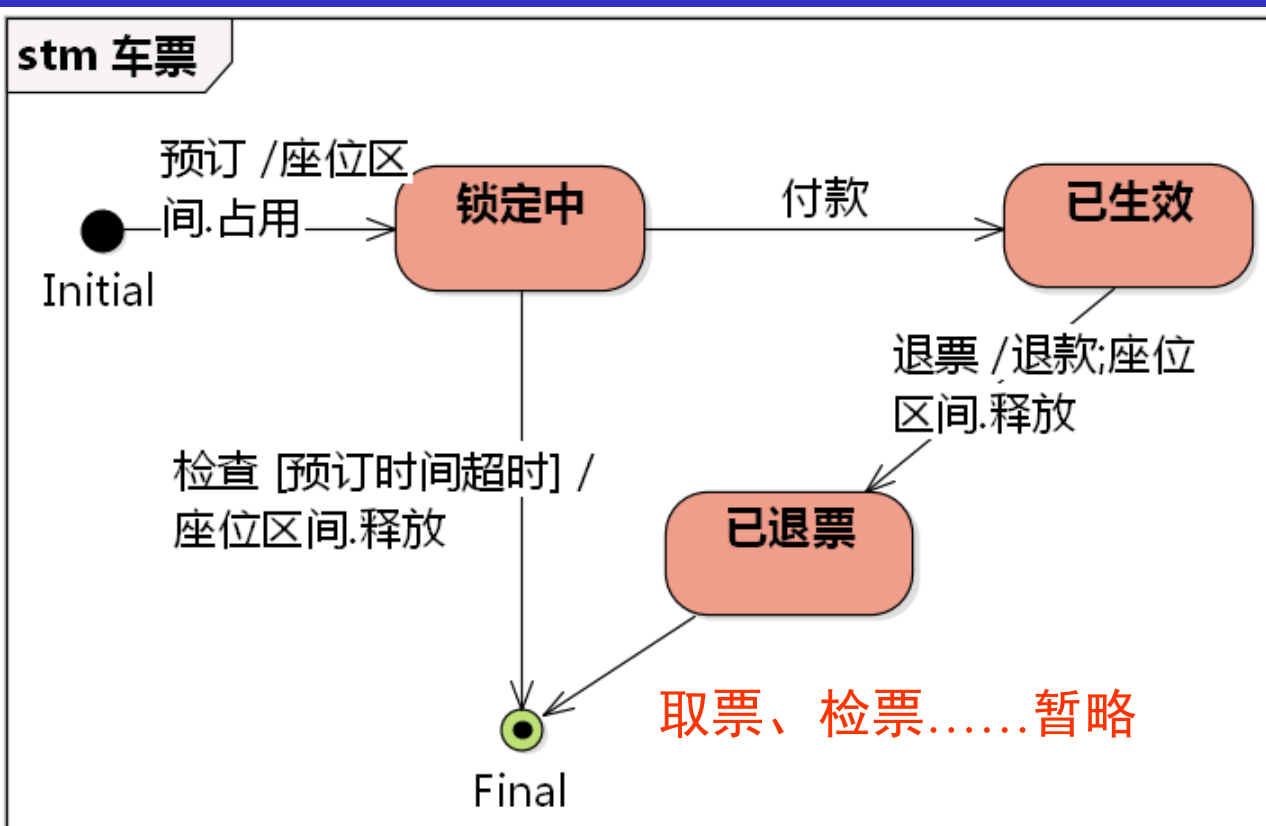 stm 车票
预订 /座位区
间.占用
Initial
锁定中
付款
已生效
退票 /退款;座位
区间.释放
检查 [预订时间超时] /
座位区间.释放
已退票
取票、检票……暂略
Final